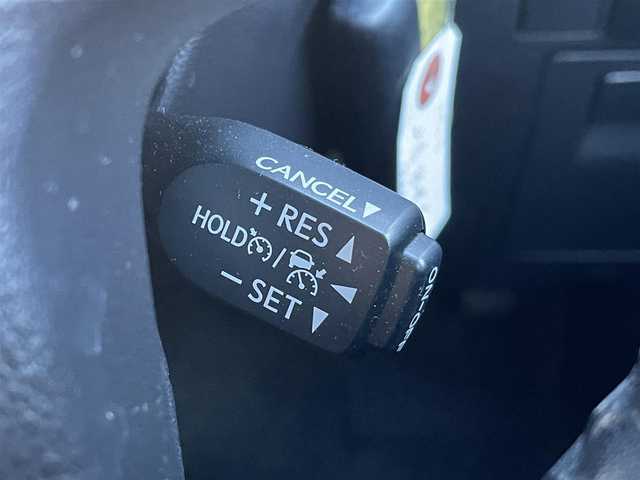 CANCEL▼
+ RES ▲
HOLD / ◀
- SET ▼
ON-OFF